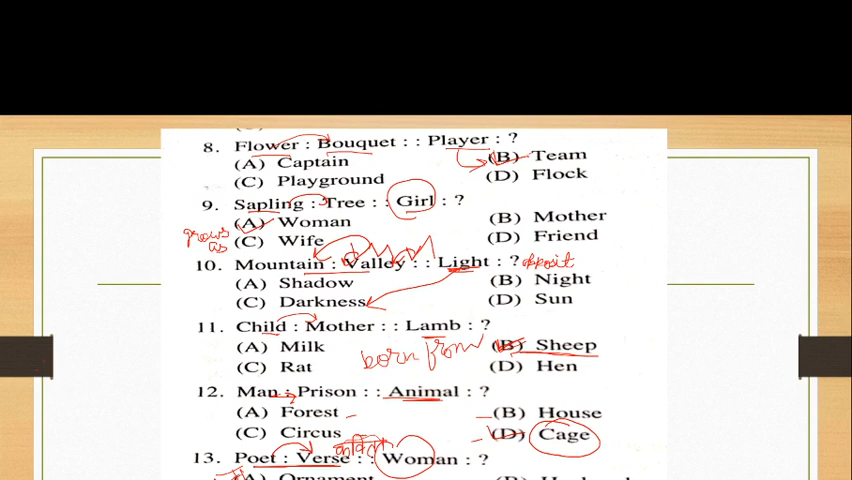 8. Flower : Bouquet : : Player : ?
(A) Captain (B) Team
(C) Playground (D) Flock
9. Sapling : Tree : : Girl : ?
(A) Woman (B) Mother
grows as (C) Wife (D) Friend
10. Mountain : Valley : : Light : ? opposit
(A) Shadow (B) Night
(C) Darkness (D) Sun
11. Child : Mother : : Lamb : ?
(A) Milk born from (B) Sheep
(C) Rat (D) Hen
12. Man : Prison : : Animal : ?
(A) Forest (B) House
(C) Circus (D) Cage
13. Poet : Verse : : Woman : ?
(A) Ornament